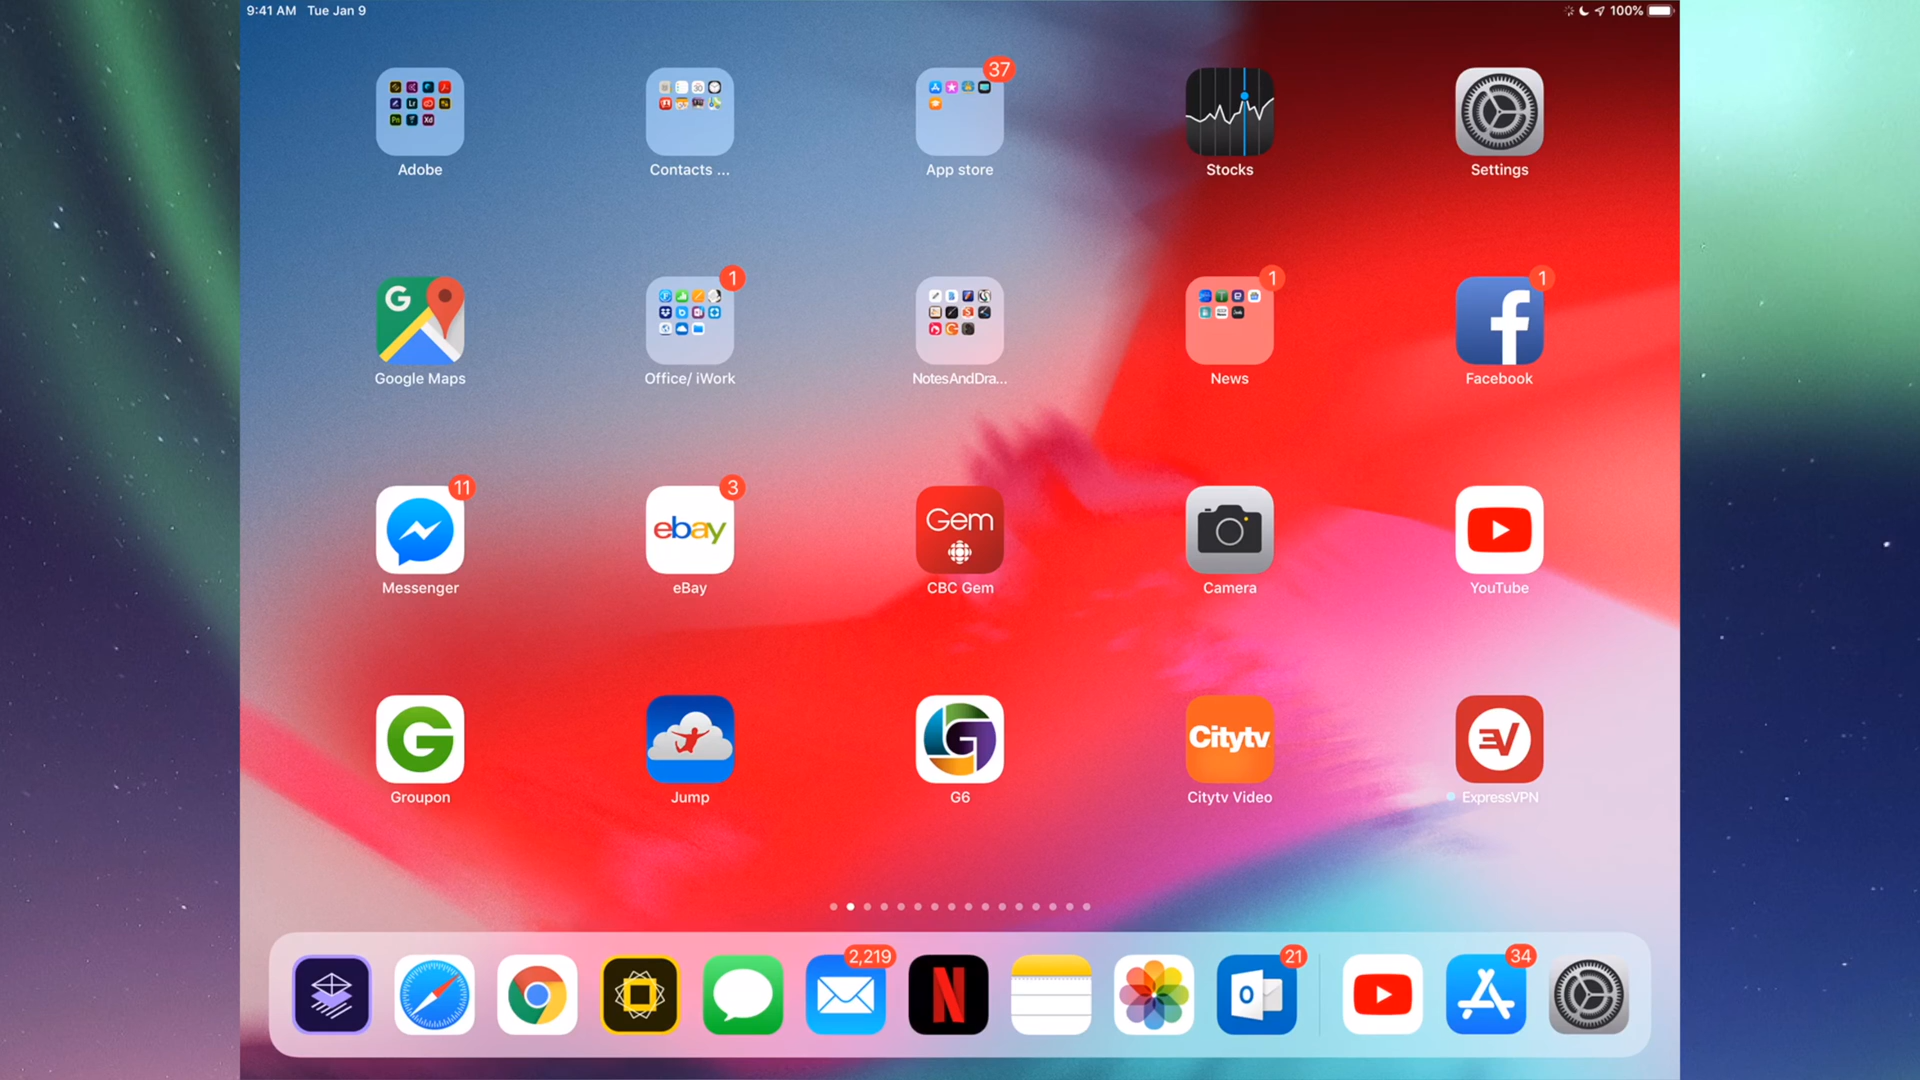 9:41 AM Tue Jan 9
100%
37
Adobe
Contacts ...
App store
Stocks
Settings
1
1
1
Google Maps
Office/ iWork
NotesAndDra...
News
Facebook
11
3
ebay
Gem
Messenger
eBay
CBC Gem
Camera
YouTube
Citytv
Groupon
Jump
G6
Citytv Video
ExpressVPN
2,219
21
34